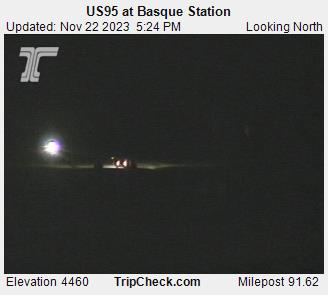 US95 at Basque Station
Updated: Nov 22 2023 5:24 PM Looking North
Elevation 4460 TripCheck.com Milepost 91.62